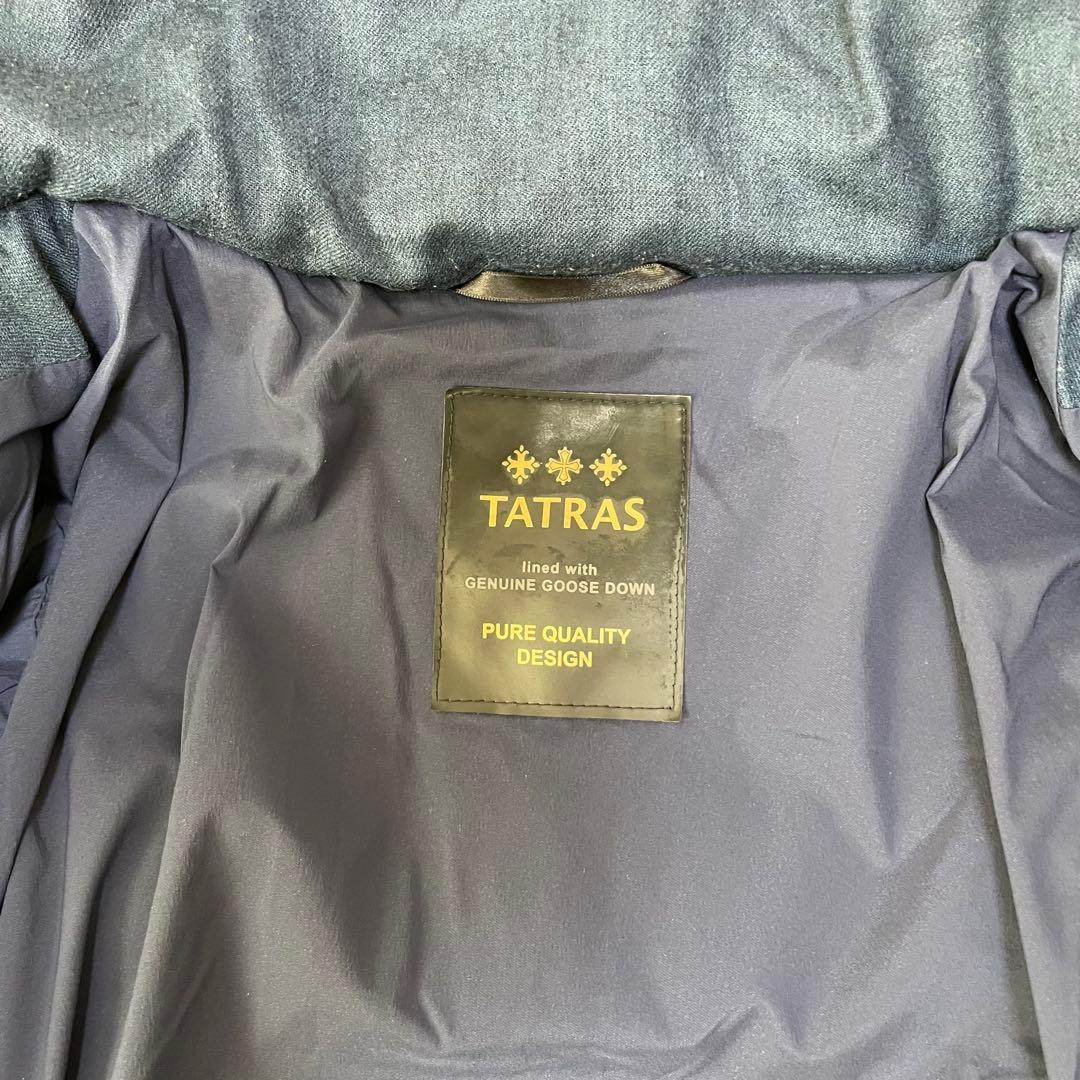 TATRAS
lined with
GENUINE GOOSE DOWN
PURE QUALITY
DESIGN